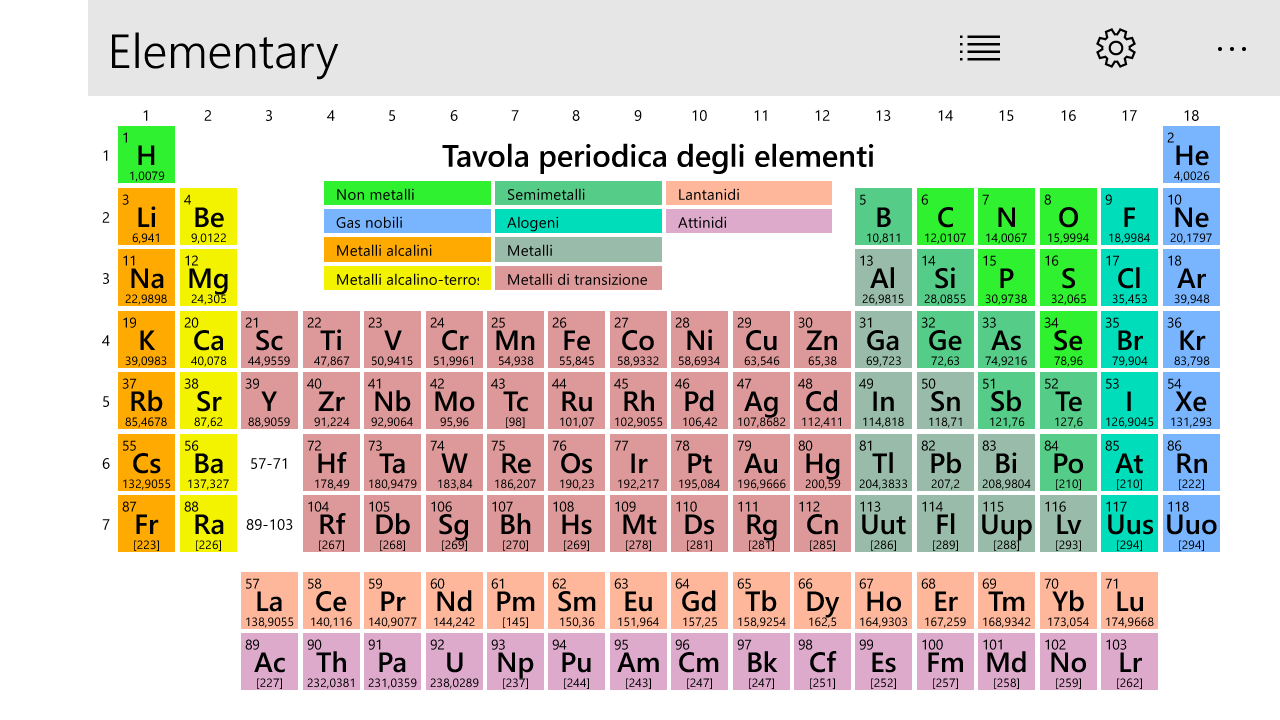 Elementary
1 2 3 4 5 6 7 8 9 10 11 12 13 14 15 16 17 18
Tavola periodica degli elementi
Non metalli Semimetalli Lantanidi
Gas nobili Alogeni Attinidi
Metalli alcalini Metalli
Metalli alcalino-terros Metalli di transizione
1
1 2
H He
1,0079 4,0026
2
3 4 5 6 7 8 9 10
Li Be B C N O F Ne
6,941 9,0122 10,811 12,0107 14,0067 15,9994 18,9984 20,1797
3
11 12 13 14 15 16 17 18
Na Mg Al Si P S Cl Ar
22,9898 24,305 26,9815 28,0855 30,9738 32,065 35,453 39,948
4
19 20 21 22 23 24 25 26 27 28 29 30 31 32 33 34 35 36
K Ca Sc Ti V Cr Mn Fe Co Ni Cu Zn Ga Ge As Se Br Kr
39,0983 40,078 44,9559 47,867 50,9415 51,9961 54,938 55,845 58,9332 58,6934 63,546 65,38 69,723 72,63 74,9216 78,96 79,904 83,798
5
37 38 39 40 41 42 43 44 45 46 47 48 49 50 51 52 53 54
Rb Sr Y Zr Nb Mo Tc Ru Rh Pd Ag Cd In Sn Sb Te I Xe
85,4678 87,62 88,9059 91,224 92,9064 95,96 [98] 101,07 102,9055 106,42 107,8682 112,411 114,818 118,71 121,76 127,6 126,9045 131,293
6
55 56 72 73 74 75 76 77 78 79 80 81 82 83 84 85 86
Cs Ba 57-71 Hf Ta W Re Os Ir Pt Au Hg Tl Pb Bi Po At Rn
132,9055 137,327 178,49 180,9479 183,84 186,207 190,23 192,217 195,084 196,9666 200,59 204,3833 207,2 208,9804 [210] [210] [222]
7
87 88 104 105 106 107 108 109 110 111 112 113 114 115 116 117 118
Fr Ra 89-103 Rf Db Sg Bh Hs Mt Ds Rg Cn Uut Fl Uup Lv Uus Uuo
[223] [226] [267] [268] [269] [270] [269] [278] [281] [281] [285] [286] [289] [288] [293] [294] [294]
57 58 59 60 61 62 63 64 65 66 67 68 69 70 71
La Ce Pr Nd Pm Sm Eu Gd Tb Dy Ho Er Tm Yb Lu
138,9055 140,116 140,9077 144,242 [145] 150,36 151,964 157,25 158,9254 162,5 164,9303 167,259 168,9342 173,054 174,9668
89 90 91 92 93 94 95 96 97 98 99 100 101 102 103
Ac Th Pa U Np Pu Am Cm Bk Cf Es Fm Md No Lr
[227] 232,0381 231,0359 238,0289 [237] [244] [243] [247] [247] [251] [252] [257] [258] [259] [262]